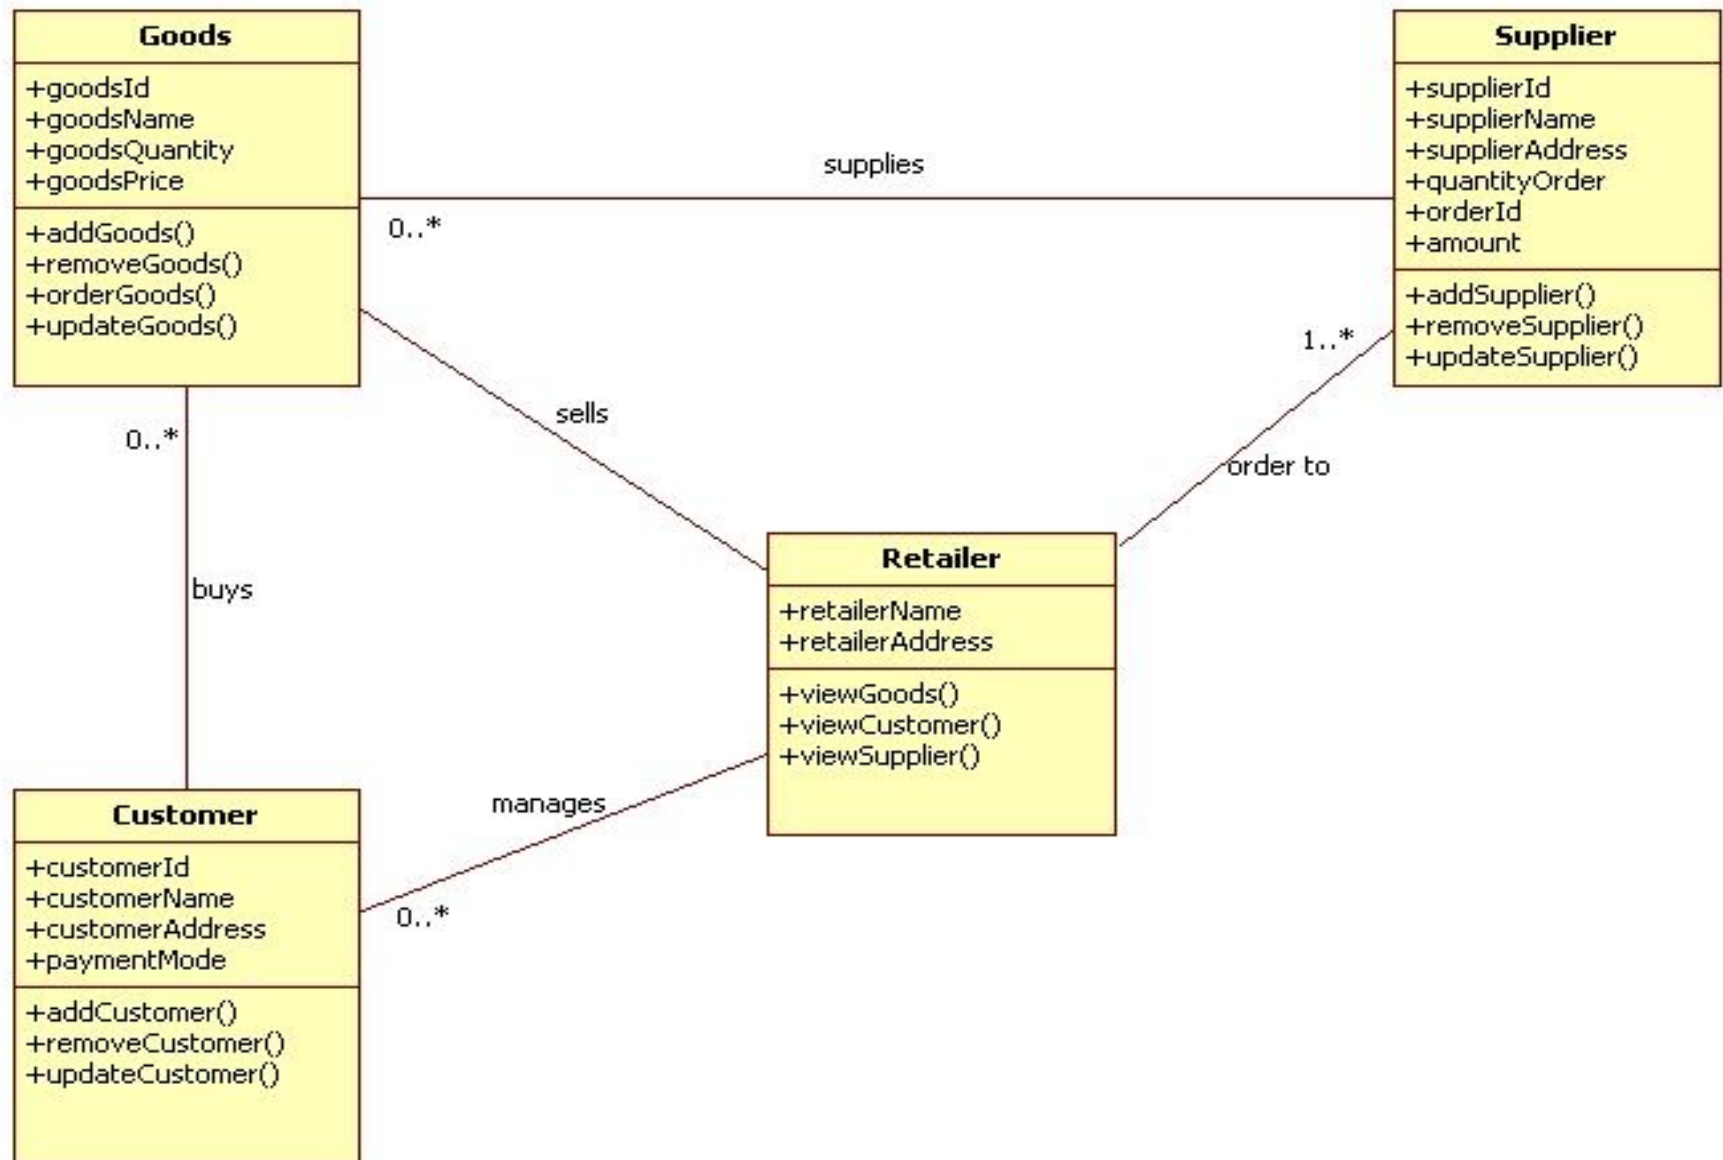 Goods
+goodsId
+goodsName
+goodsQuantity
+goodsPrice
+addGoods()
+removeGoods()
+orderGoods()
+updateGoods()
Supplier
+supplierId
+supplierName
+supplierAddress
+quantityOrder
+orderId
+amount
+addSupplier()
+removeSupplier()
+updateSupplier()
supplies
0..*
1..*
sells
0..*
order to
buys
Retailer
+retailerName
+retailerAddress
+viewGoods()
+viewCustomer()
+viewSupplier()
manages
0..*
Customer
+customerId
+customerName
+customerAddress
+paymentMode
+addCustomer()
+removeCustomer()
+updateCustomer()